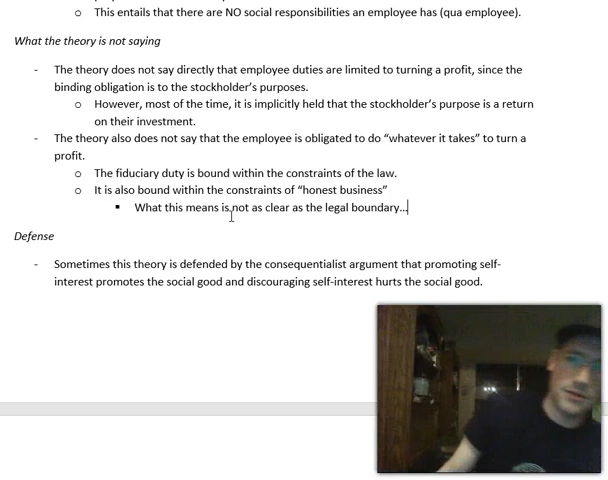 o This entails that there are NO social responsibilities an employee has (qua employee).
What the theory is not saying
- The theory does not say directly that employee duties are limited to turning a profit, since the
binding obligation is to the stockholder's purposes.
o However, most of the time, it is implicitly held that the stockholder's purpose is a return
on their investment.
- The theory also does not say that the employee is obligated to do “whatever it takes” to turn a
profit.
o The fiduciary duty is bound within the constraints of the law.
o It is also bound within the constraints of “honest business”
▪ What this means is not as clear as the legal boundary...
Defense
- Sometimes this theory is defended by the consequentialist argument that promoting self-
interest promotes the social good and discouraging self-interest hurts the social good.